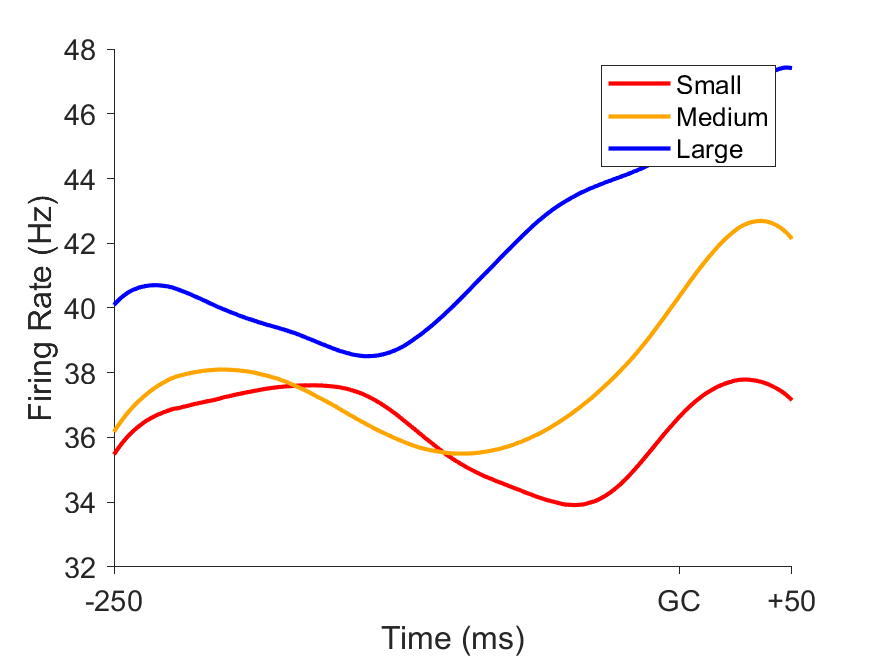 48
46
44
42
40
38
36
34
32
Firing Rate (Hz)
Small
Medium
Large
-250
GC
+50
Time (ms)